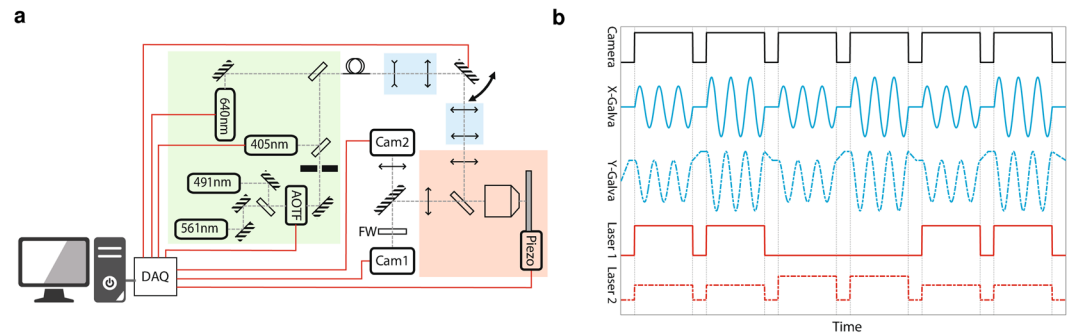 a
640nm
405nm
491nm
561nm
AOTF
Cam2
FW
Cam1
Piezo
DAQ
b
Camera
X-Galva
Y-Galva
Laser 1
Laser 2
Time